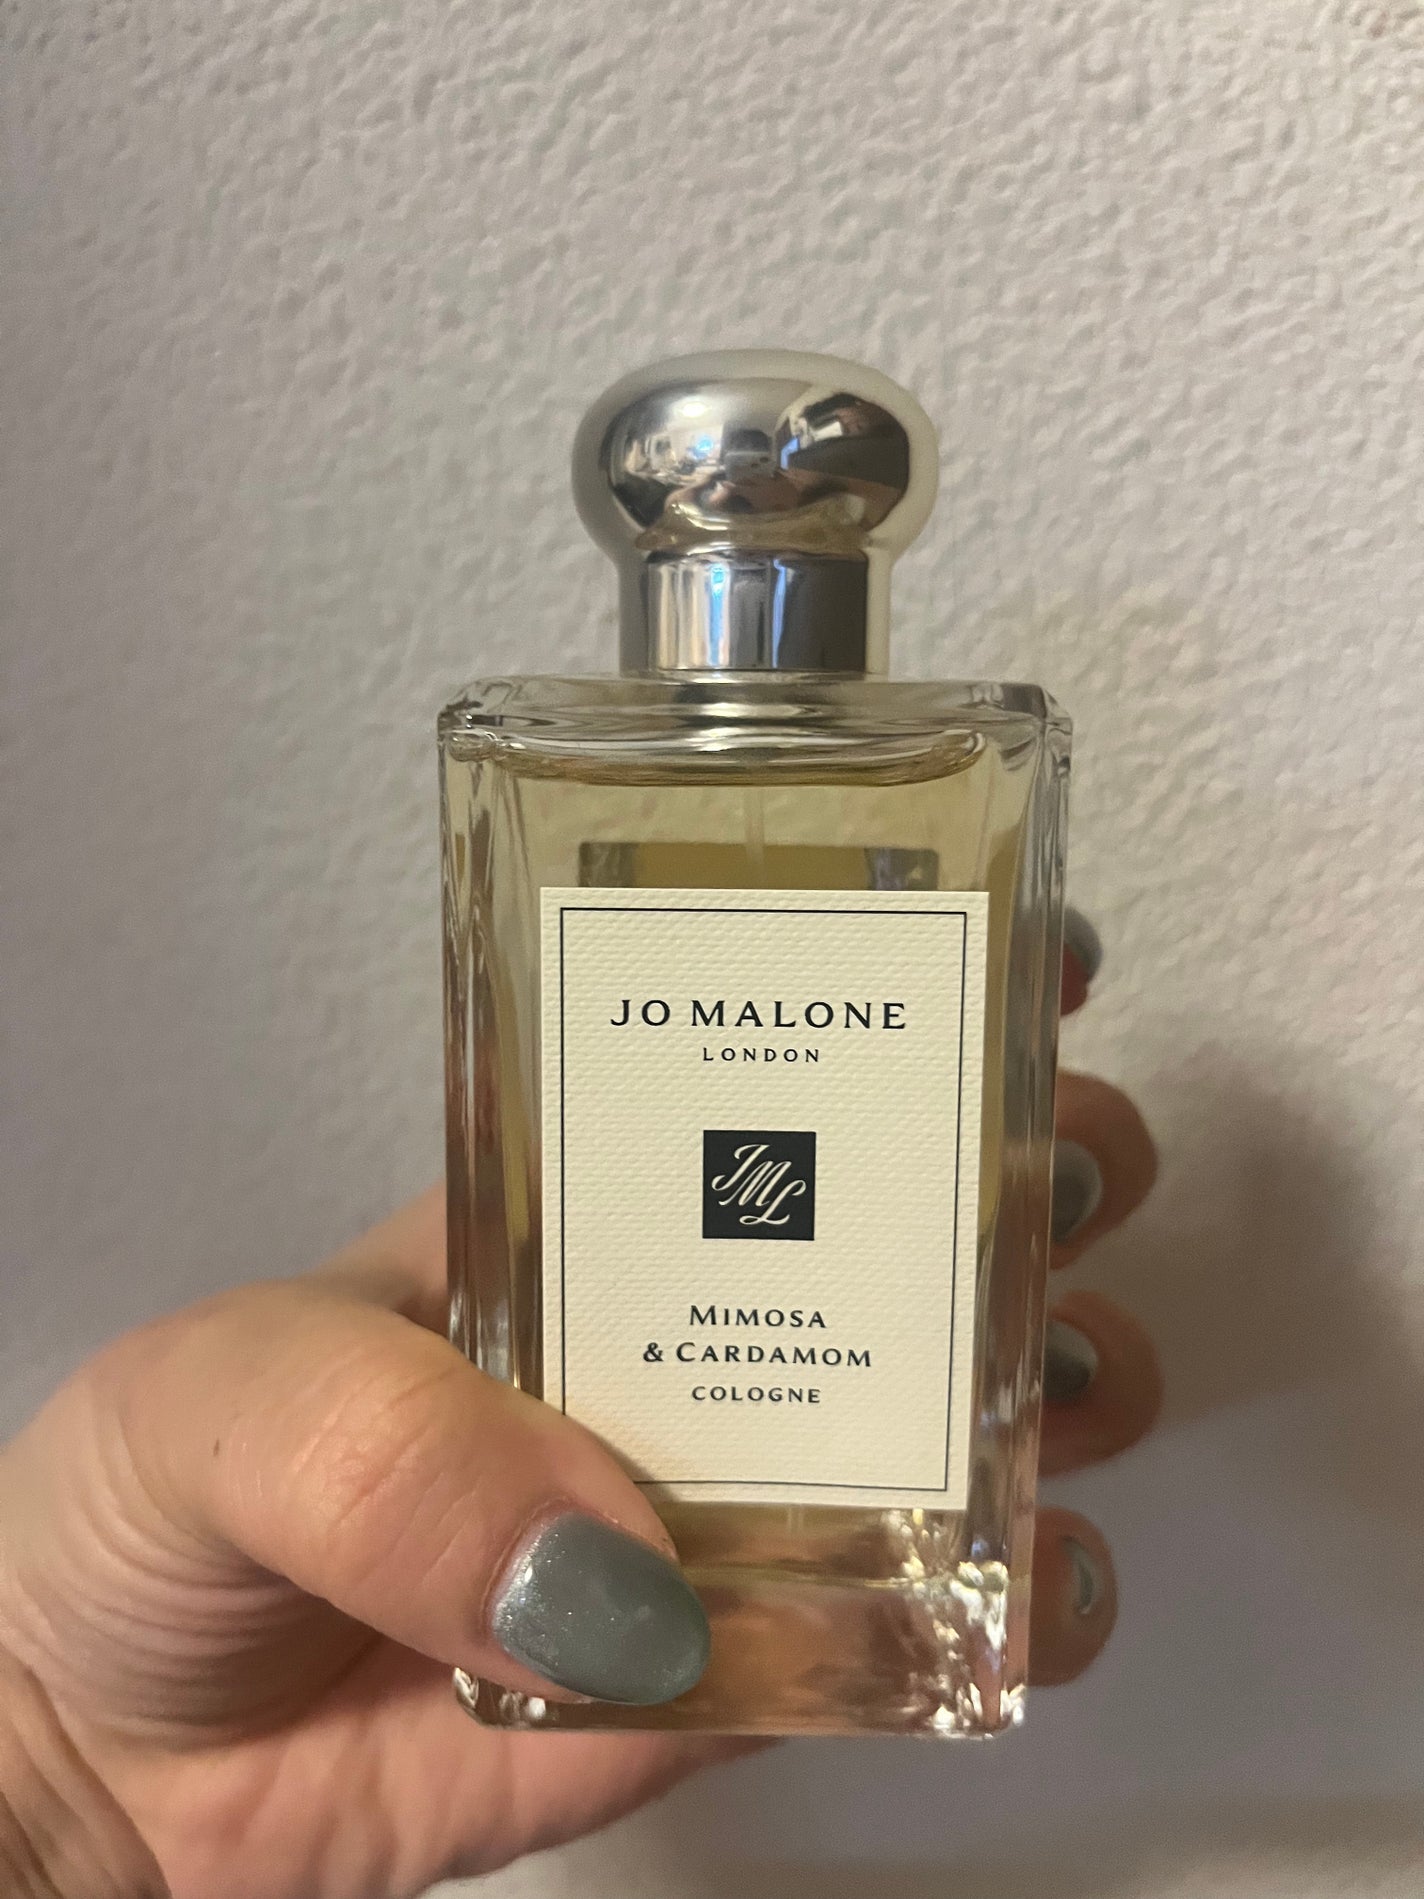 JO MALONE
LONDON
JML
MIMOSA
& CARDAMOM
COLOGNE